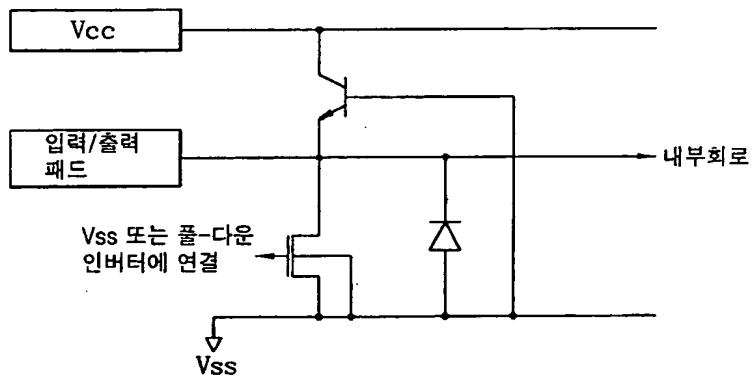 Vcc
입력/출력
패드
내부회로
Vss 또는 풀-다운
인버터에 연결
Vss